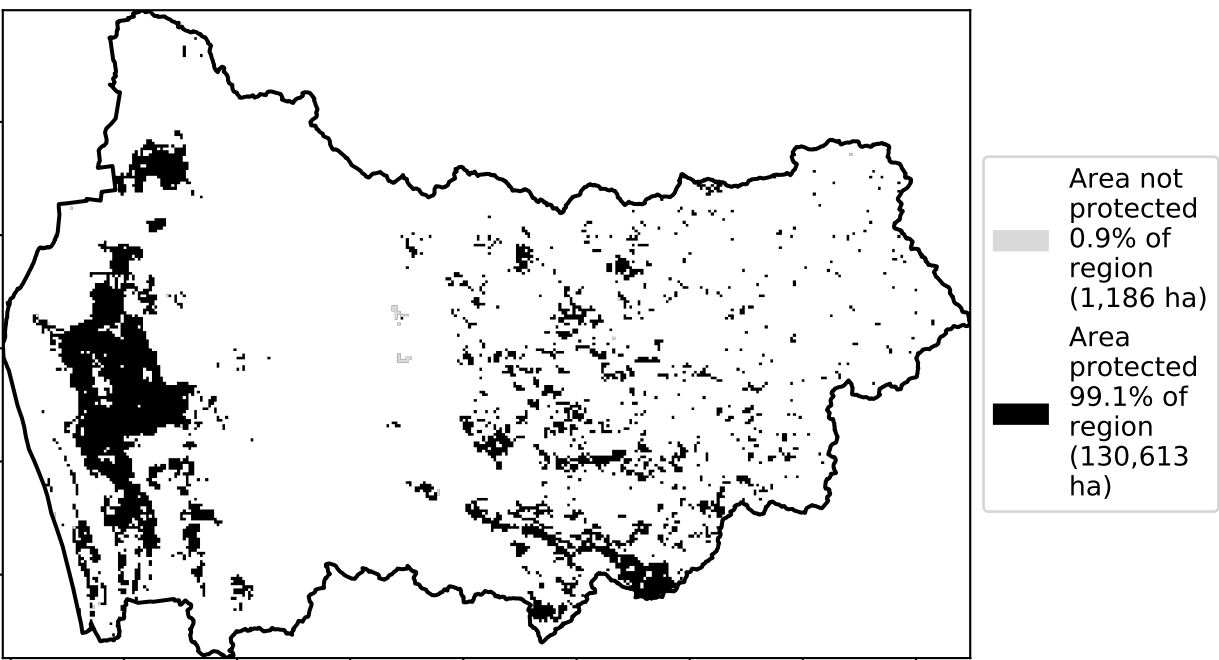 Area not
protected
0.9% of
region
(1,186 ha)
Area
protected
99.1% of
region
(130,613
ha)